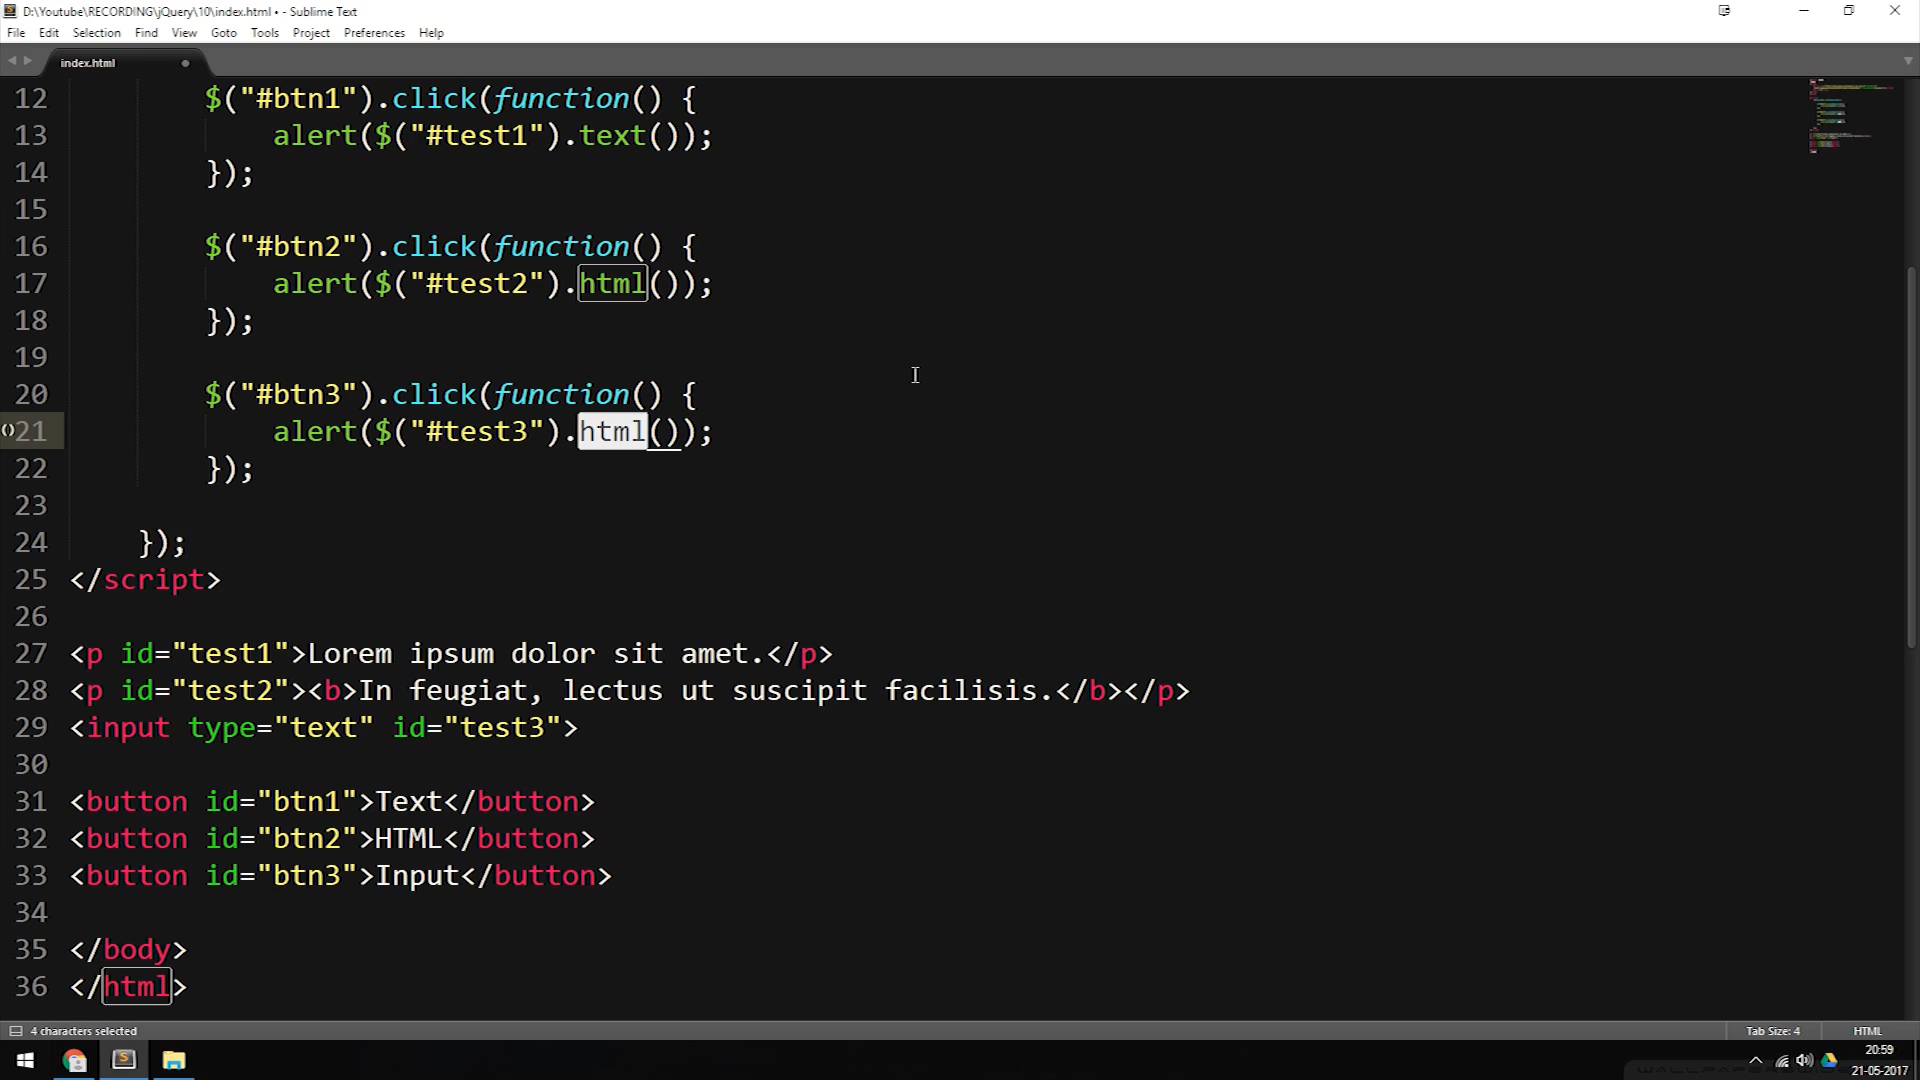 D:\Youtube\RECORDING\jQuery\10\index.html • - Sublime Text
File Edit Selection Find View Goto Tools Project Preferences Help
index.html
12 $("#btn1").click(function() {
13 alert($("#test1").text());
14 });
15
16 $("#btn2").click(function() {
17 alert($("#test2").html());
18 });
19
20 $("#btn3").click(function() {
21 alert($("#test3").html());
22 });
23
24 });
25 </script>
26
27 <p id="test1">Lorem ipsum dolor sit amet.</p>
28 <p id="test2"><b>In feugiat, lectus ut suscipit facilisis.</b></p>
29 <input type="text" id="test3">
30
31 <button id="btn1">Text</button>
32 <button id="btn2">HTML</button>
33 <button id="btn3">Input</button>
34
35 </body>
36 </html>
4 characters selected Tab Size: 4 HTML
20:59
21-05-2017